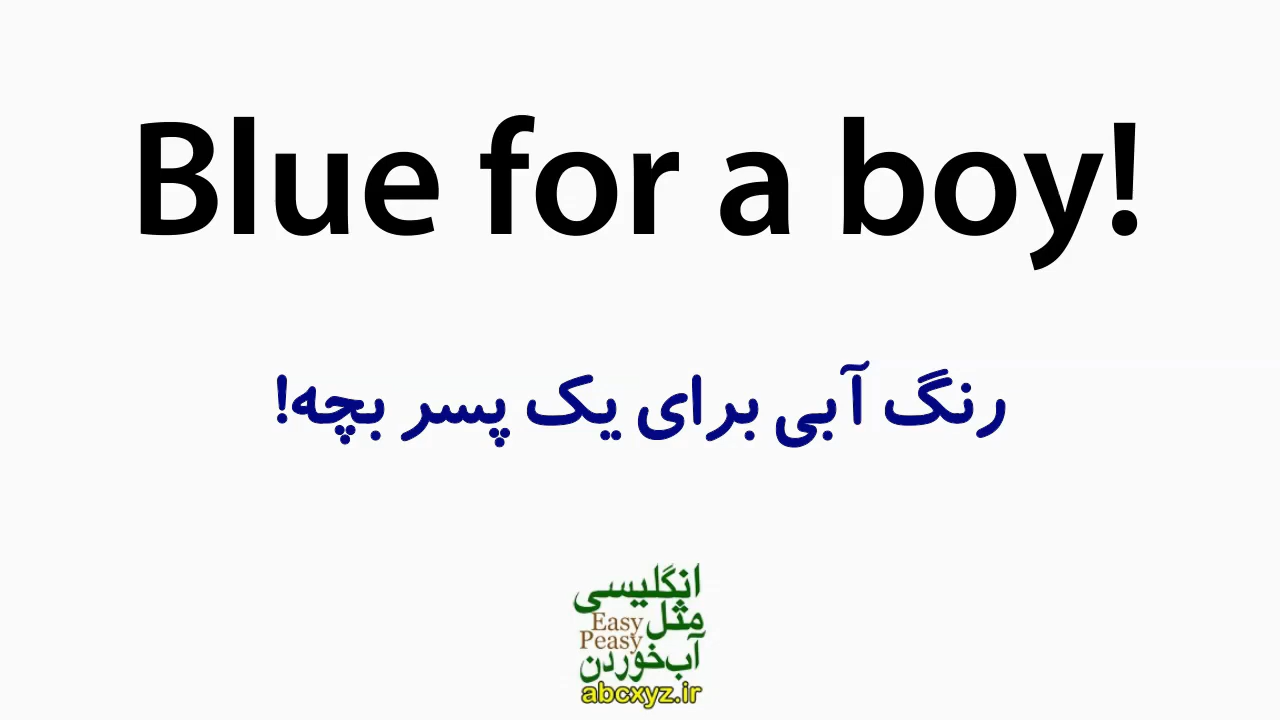 Blue for a boy!
رنگ آبی برای یک پسر بچه!
انگلیسی
مثل
Easy
Peasy
آب‌خوردن
abcxyz.ir